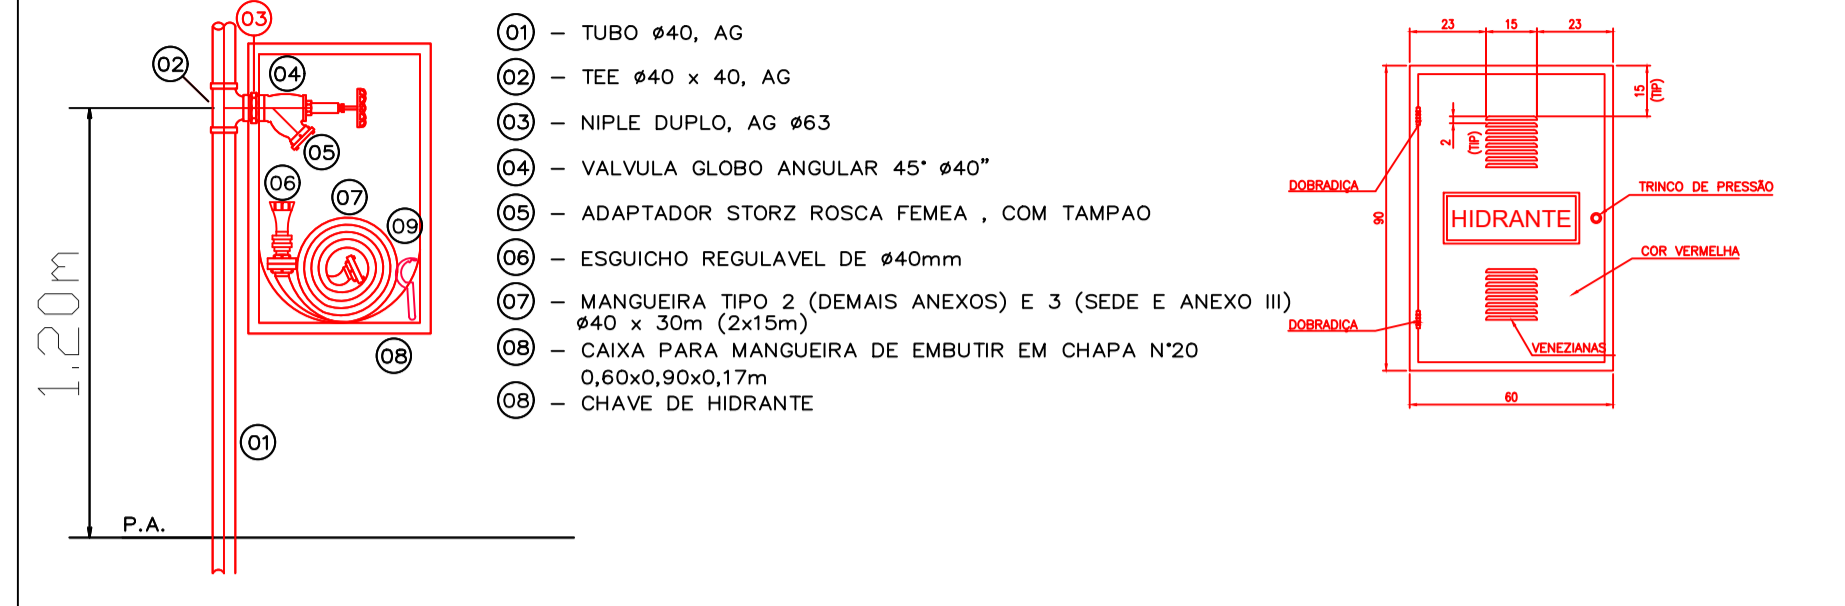 03
02
04
05
06
07
09
08
01
1.20m
P.A.
01 – TUBO ø40, AG
02 – TEE ø40 x 40, AG
03 – NIPLE DUPLO, AG ø63
04 – VALVULA GLOBO ANGULAR 45° ø40”
05 – ADAPTADOR STORZ ROSCA FEMEA , COM TAMPAO
06 – ESGUICHO REGULAVEL DE ø40mm
07 – MANGUEIRA TIPO 2 (DEMAIS ANEXOS) E 3 (SEDE E ANEXO III)
ø40 x 30m (2x15m)
08 – CAIXA PARA MANGUEIRA DE EMBUTIR EM CHAPA N°20
0,60x0,90x0,17m
08 – CHAVE DE HIDRANTE
23 15 23
15
(TIP)
2
(TIP)
DOBRADIÇA
TRINCO DE PRESSÃO
90
HIDRANTE
COR VERMELHA
DOBRADIÇA
VENEZIANAS
60